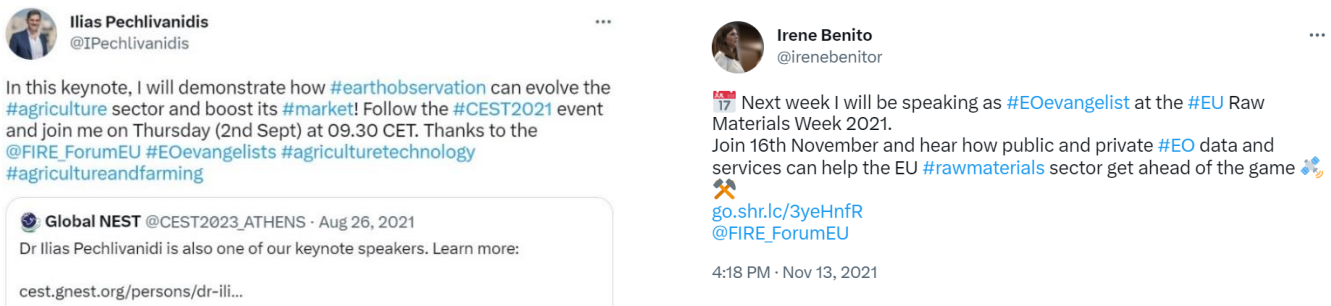 Ilias Pechlivanidis
@IPechlivanidis
In this keynote, I will demonstrate how #earthobservation can evolve the
#agriculture sector and boost its #market! Follow the #CEST2021 event
and join me on Thursday (2nd Sept) at 09.30 CET. Thanks to the
@FIRE_ForumEU #EOevangelists #agriculturetechnology
#agricultureandfarming
Global NEST @CEST2023_ATHENS · Aug 26, 2021
Dr Ilias Pechlivanidi is also one of our keynote speakers. Learn more:
cest.gnest.org/persons/dr-ili...
Irene Benito
@irenebenitor
17 Next week I will be speaking as #EOevangelist at the #EU Raw
Materials Week 2021.
Join 16th November and hear how public and private #EO data and
services can help the EU #rawmaterials sector get ahead of the game
go.shr.lc/3yeHnfR
@FIRE_ForumEU
4:18 PM · Nov 13, 2021